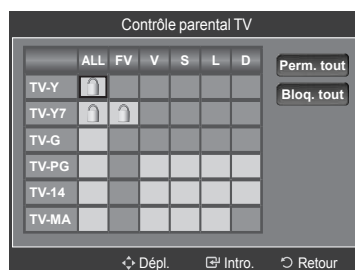 Contrôle parental TV
ALL FV V S L D
Perm. tout
TV-Y
Bloq. tout
TV-Y7
TV-G
TV-PG
TV-14
TV-MA
Dépl. Intro. Retour